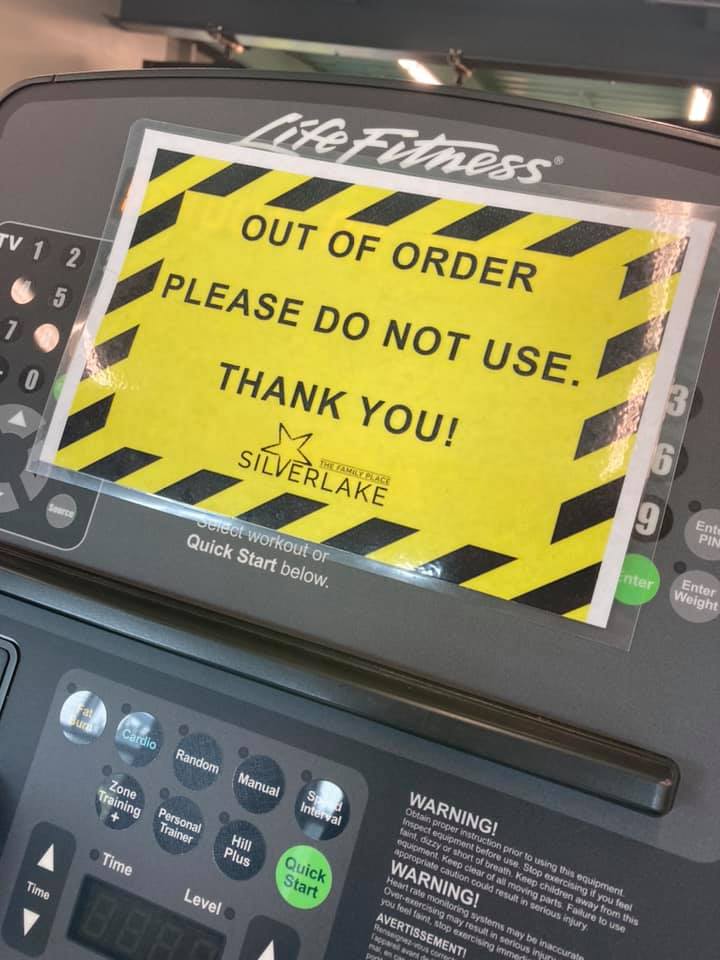 Life Fitness®
OUT OF ORDER
PLEASE DO NOT USE.
THANK YOU!
THE FAMILY PLACE
SILVERLAKE
TV 1 2
5
7
0
Source
3
6
9
Enter
PIN
Enter
Weight
Select workout or
Quick Start below.
Fat
Burn
Cardio
Random
Manual
Speed
Interval
Zone
Training
+
Personal
Trainer
Hill
Plus
Quick
Start
Time
Time
Level
WARNING!
Obtain proper instruction prior to using this equipment.
Inspect equipment before use. Stop exercising if you feel
faint, dizzy or short of breath. Keep children away from this
equipment. Keep clear of all moving parts. Failure to use
appropriate caution could result in serious injury.
WARNING!
Heart rate monitoring systems may be inaccurate.
Over-exercising may result in serious injury
you feel faint, stop exercising
AVERTISSEMENT!
Renseignez-vous